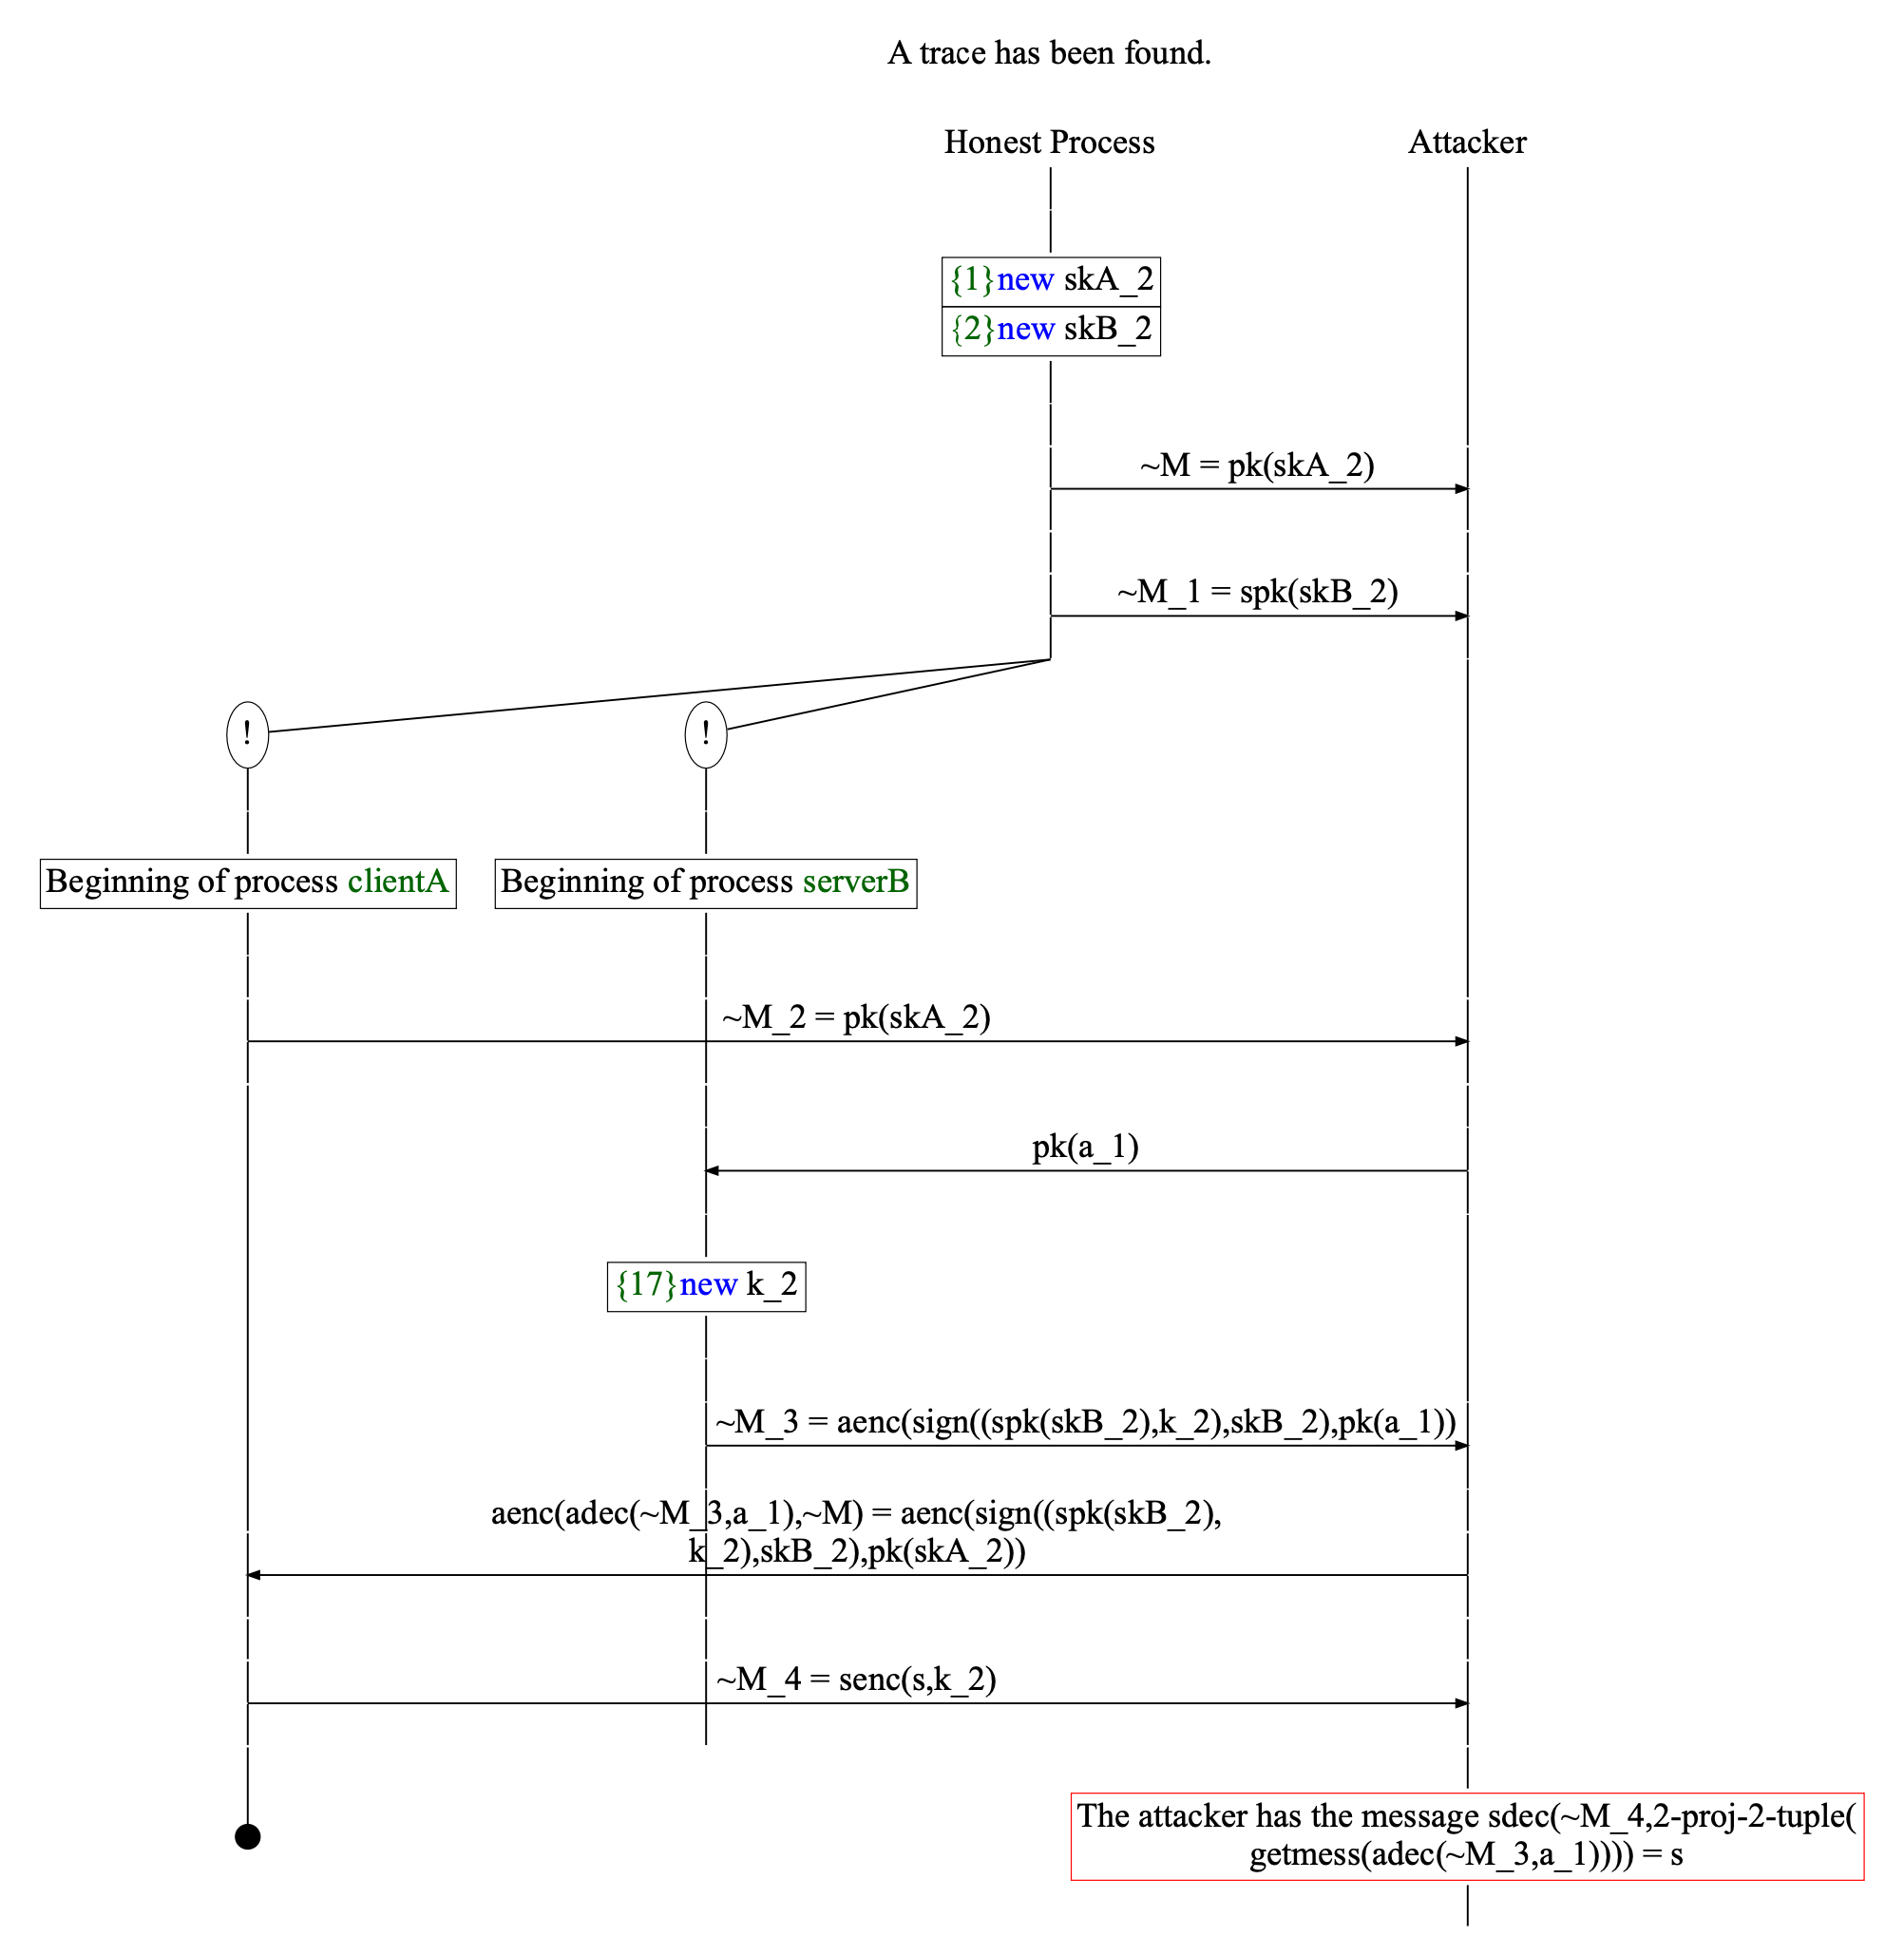 A trace has been found.
Honest Process
Attacker
{1}new skA_2
{2}new skB_2
~M = pk(skA_2)
~M_1 = spk(skB_2)
!
!
Beginning of process clientA
Beginning of process serverB
~M_2 = pk(skA_2)
pk(a_1)
{17}new k_2
~M_3 = aenc(sign((spk(skB_2),k_2),skB_2),pk(a_1))
aenc(adec(~M_3,a_1),~M) = aenc(sign((spk(skB_2),
k_2),skB_2),pk(skA_2))
~M_4 = senc(s,k_2)
The attacker has the message sdec(~M_4,2-proj-2-tuple(
getmess(adec(~M_3,a_1)))) = s